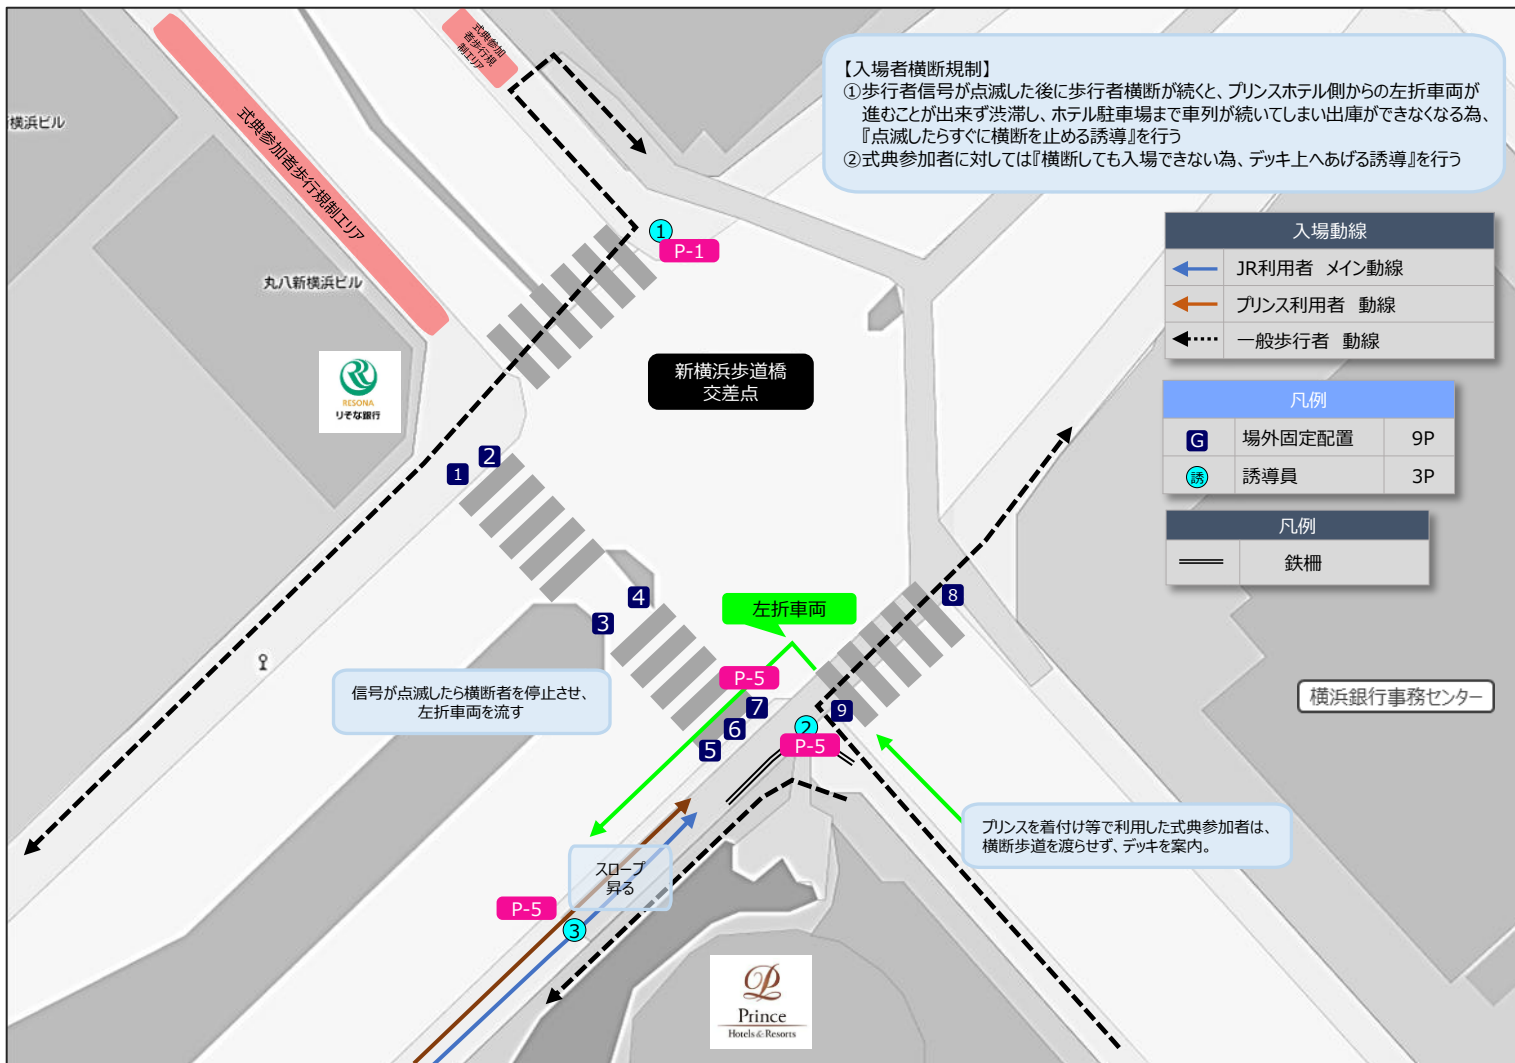 式典参加
者歩行規
制エリア
【入場者横断規制】
①歩行者信号が点滅した後に歩行者横断が続くと、プリンスホテル側からの左折車両が
進むことが出来ず渋滞し、ホテル駐車場まで車列が続いてしまい出庫ができなくなる為、
『点滅したらすぐに横断を止める誘導』を行う
②式典参加者に対しては『横断しても入場できない為、デッキ上へあげる誘導』を行う
横浜ビル
式典参加者歩行規制エリア
丸八新横浜ビル
1
P-1
入場動線
JR利用者 メイン動線
プリンス利用者 動線
一般歩行者 動線
RESONA
りそな銀行
新横浜歩道橋
交差点
凡例
G 場外固定配置 9P
誘 誘導員 3P
凡例
鉄柵
1
2
3
4
左折車両
8
信号が点滅したら横断者を停止させ、
左折車両を流す
P-5
7
6
5
9
2
P-5
横浜銀行事務センター
プリンスを着付け等で利用した式典参加者は、
横断歩道を渡らせず、デッキを案内。
スロープ
昇る
P-5
3
Prince
Hotels & Resorts